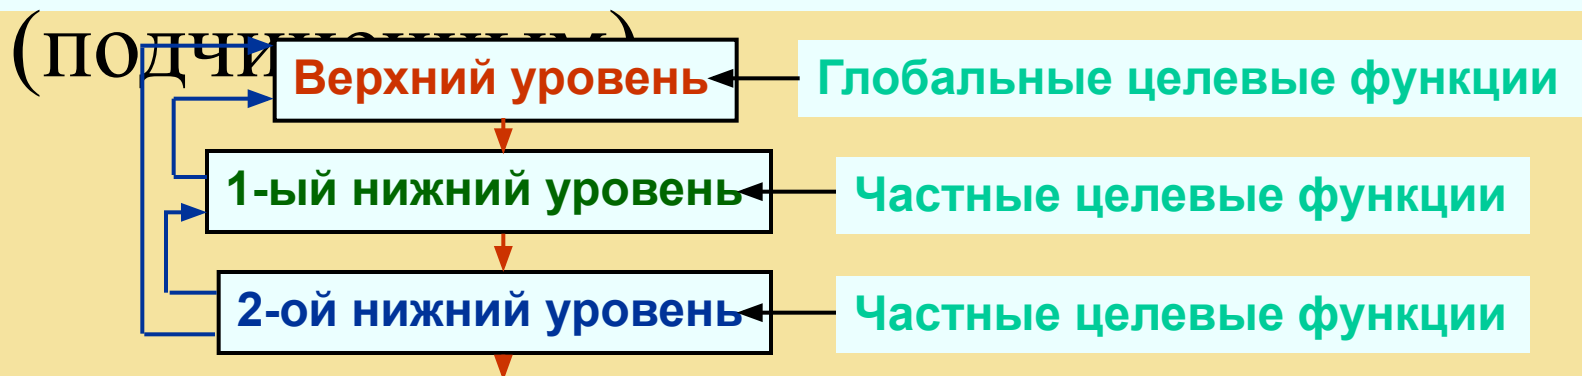 (подчиненным)
Верхний уровень
Глобальные целевые функции
1-ый нижний уровень
Частные целевые функции
2-ой нижний уровень
Частные целевые функции